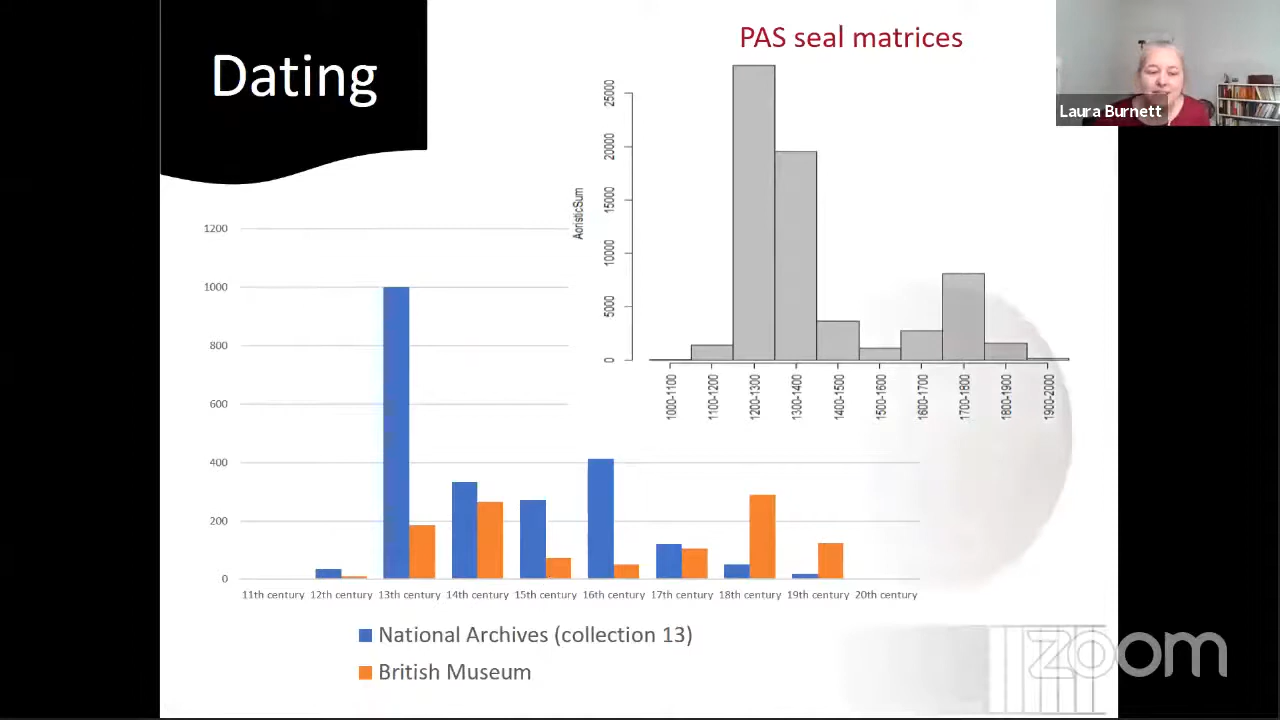 Dating
PAS seal matrices
Laura Burnett
AoristicSum
25000
20000
15000
10000
5000
0
1000-1100
1100-1200
1200-1300
1300-1400
1400-1500
1500-1600
1600-1700
1700-1800
1800-1900
1900-2000
1200
1000
800
600
400
200
0
11th century 12th century 13th century 14th century 15th century 16th century 17th century 18th century 19th century 20th century
National Archives (collection 13)
British Museum
zoom